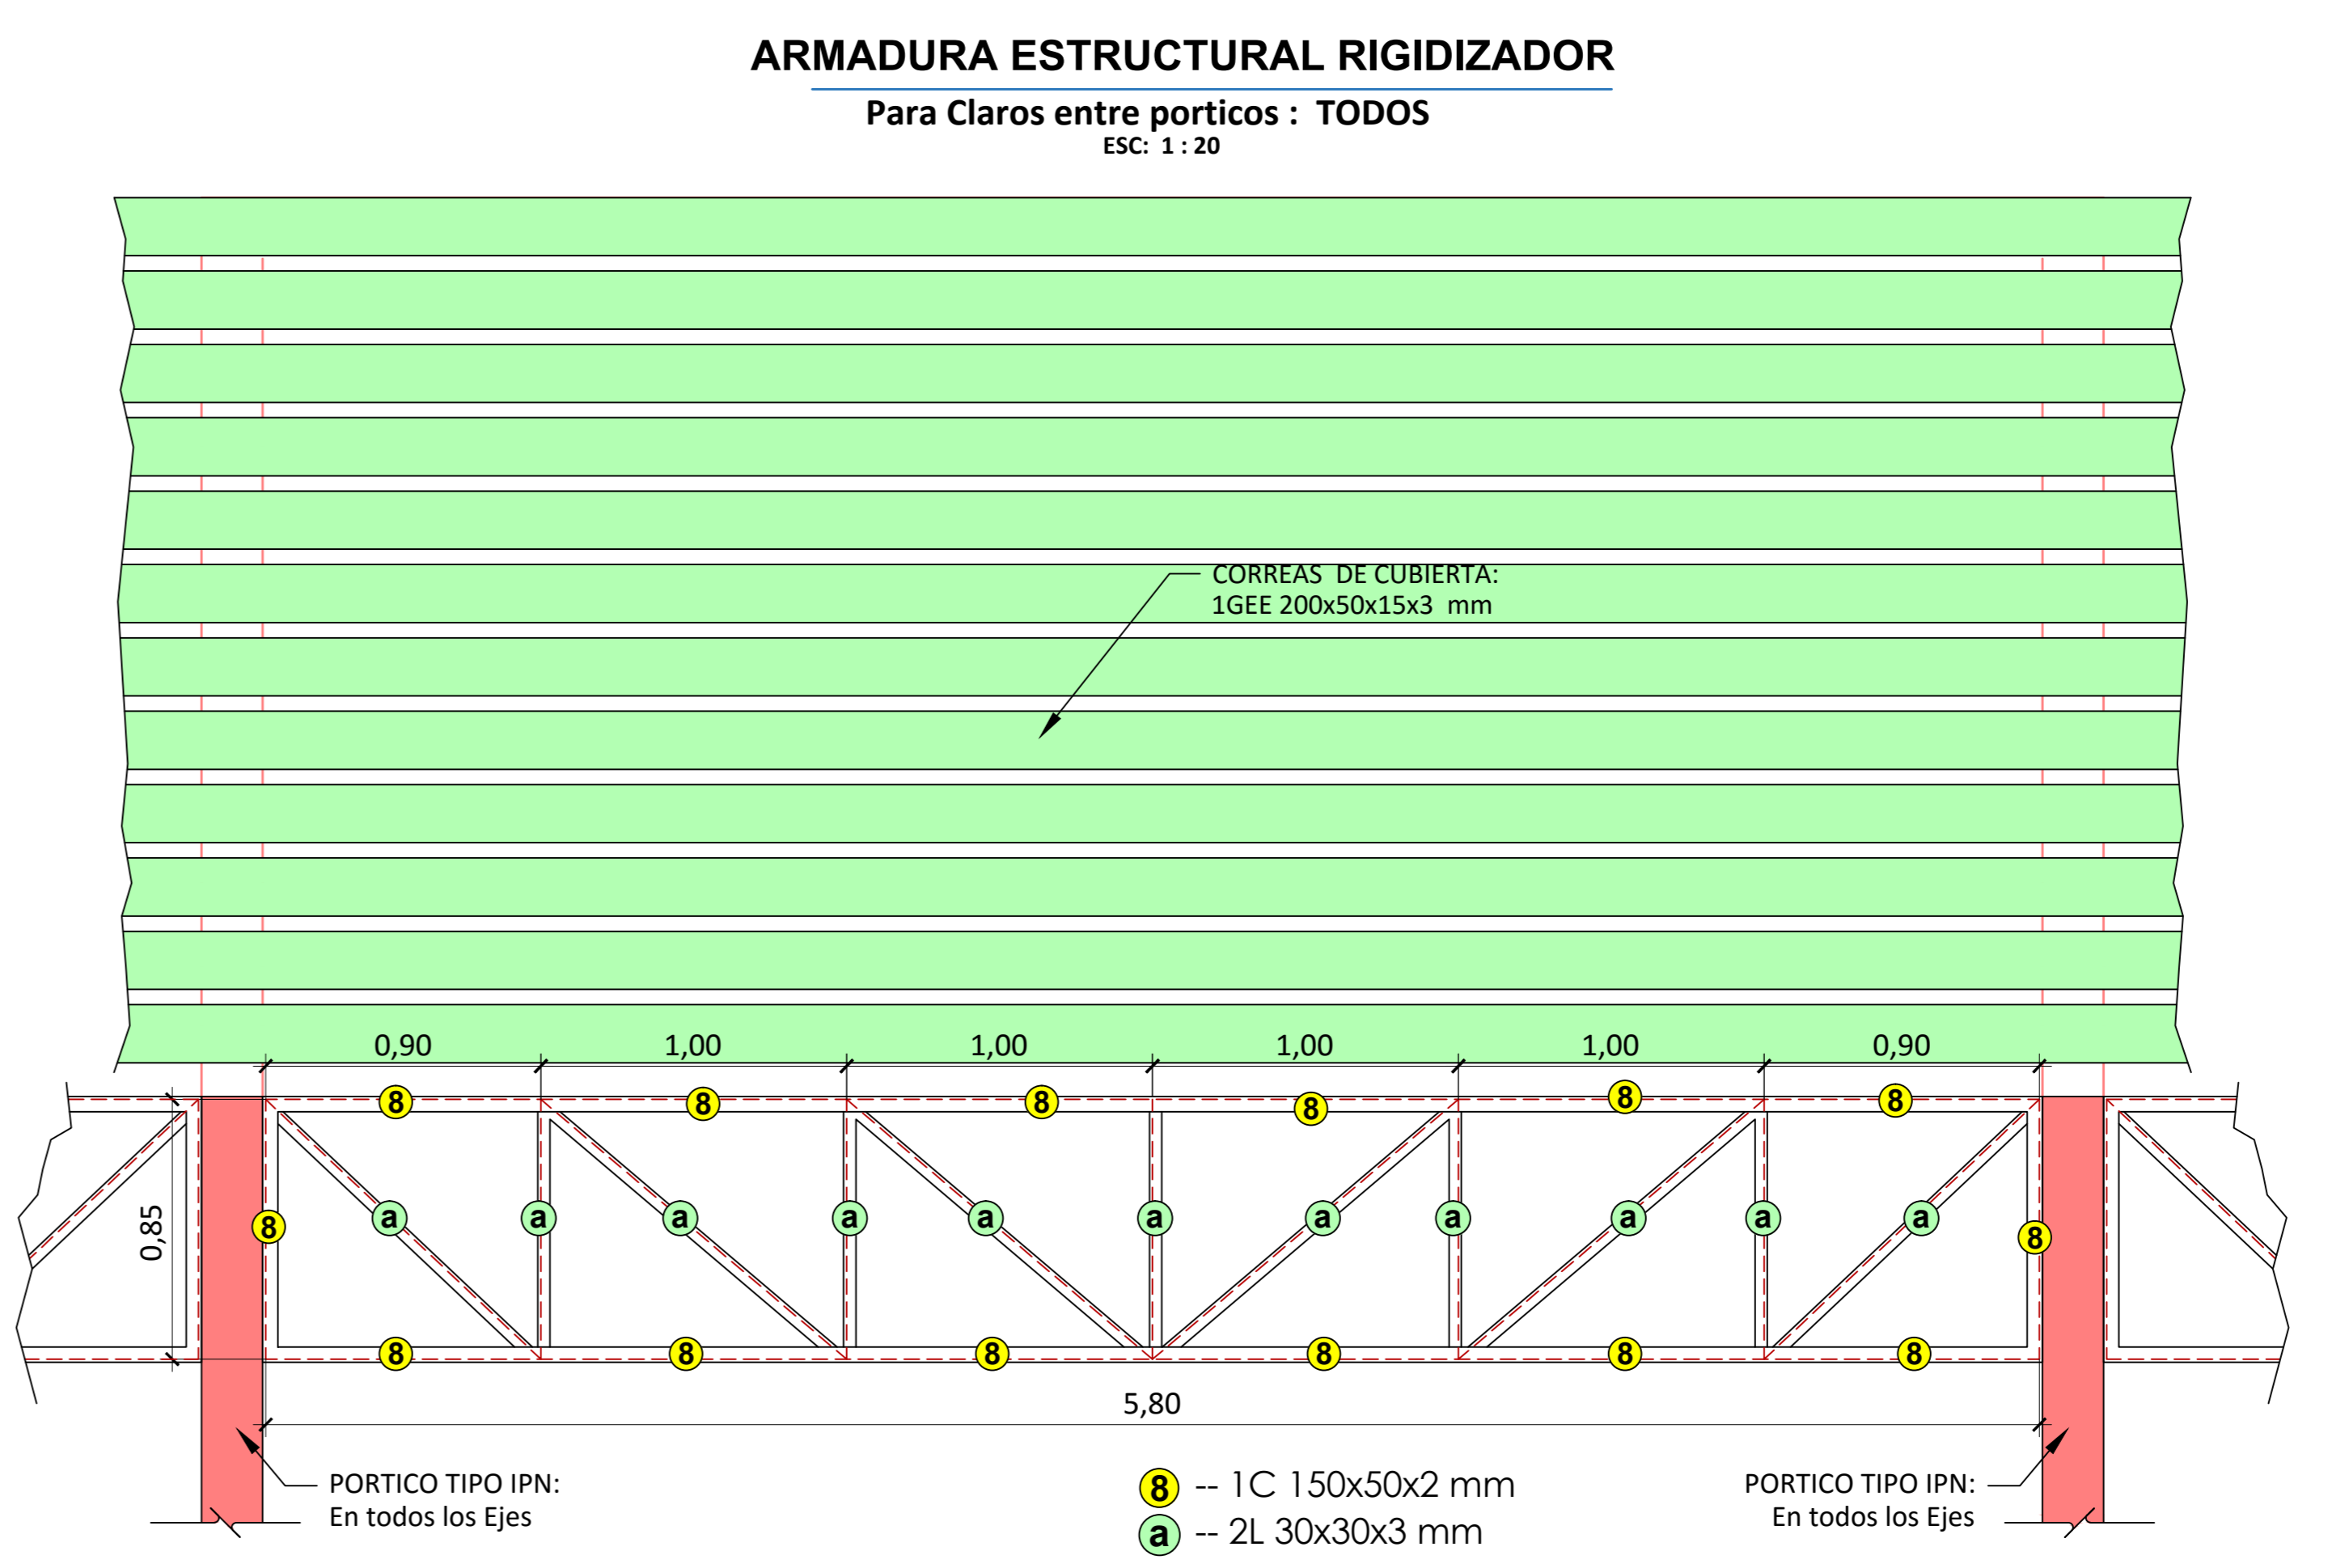 ARMADURA ESTRUCTURAL RIGIDIZADOR
Para Claros entre porticos : TODOS
ESC: 1 : 20
CORREAS DE CUBIERTA:
1GEE 200x50x15x3 mm
0,90 1,00 1,00 1,00 1,00 0,90
8 8 8 8 8 8
0,85
8 a a a a a a a a a a a 8
8 8 8 8 8 8
5,80
PORTICO TIPO IPN:
En todos los Ejes
8 -- 1C 150x50x2 mm
a -- 2L 30x30x3 mm
PORTICO TIPO IPN:
En todos los Ejes